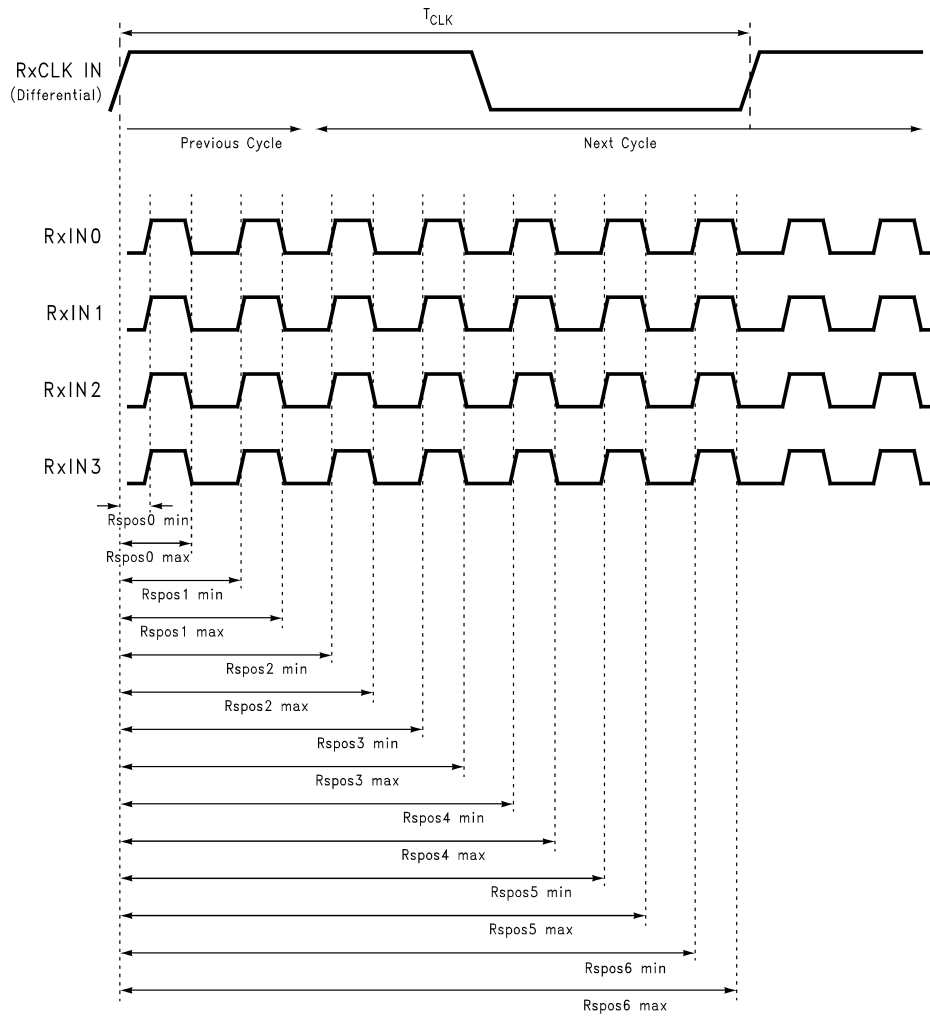 TCLK
RxCLK IN
(Differential)
Previous Cycle
Next Cycle
RxIN0
RxIN1
RxIN2
RxIN3
Rspos0 min
Rspos0 max
Rspos1 min
Rspos1 max
Rspos2 min
Rspos2 max
Rspos3 min
Rspos3 max
Rspos4 min
Rspos4 max
Rspos5 min
Rspos5 max
Rspos6 min
Rspos6 max